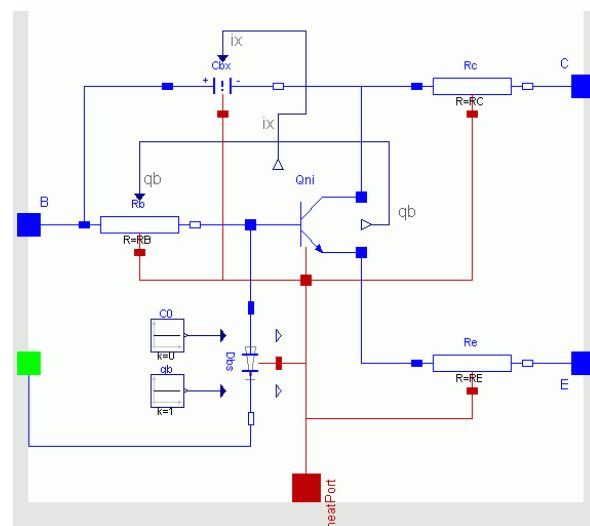 ix
Cbx
+ ! -
Rc
C
R=RC
ix
qb
Qni
B
Rb
qb
R=RB
C0
k=0
Dbs
Re
qb
R=RE
E
k=1
heatPort